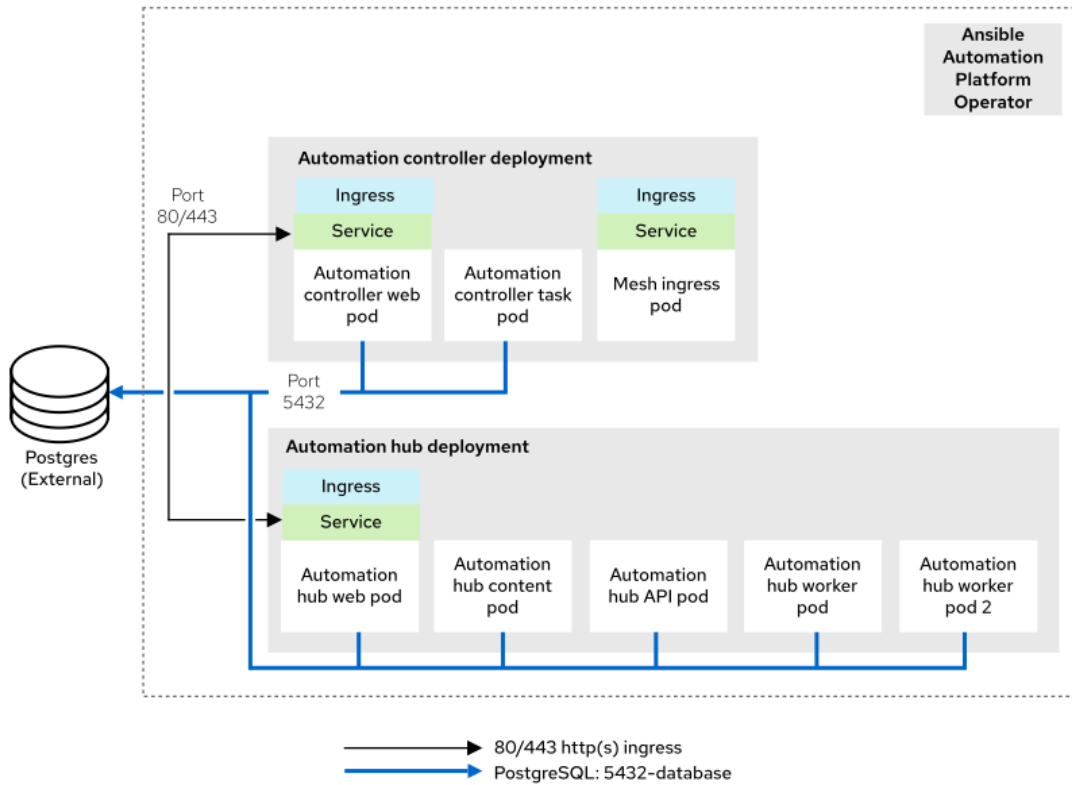 Ansible
Automation
Platform
Operator
Automation controller deployment
Port
80/443
Ingress
Service
Automation
controller web
pod
Automation
controller task
pod
Ingress
Service
Mesh ingress
pod
Port
5432
Postgres
(External)
Automation hub deployment
Ingress
Service
Automation
hub web pod
Automation
hub content
pod
Automation
hub API pod
Automation
hub worker
pod
Automation
hub worker
pod 2
80/443 http(s) ingress
PostgreSQL: 5432-database